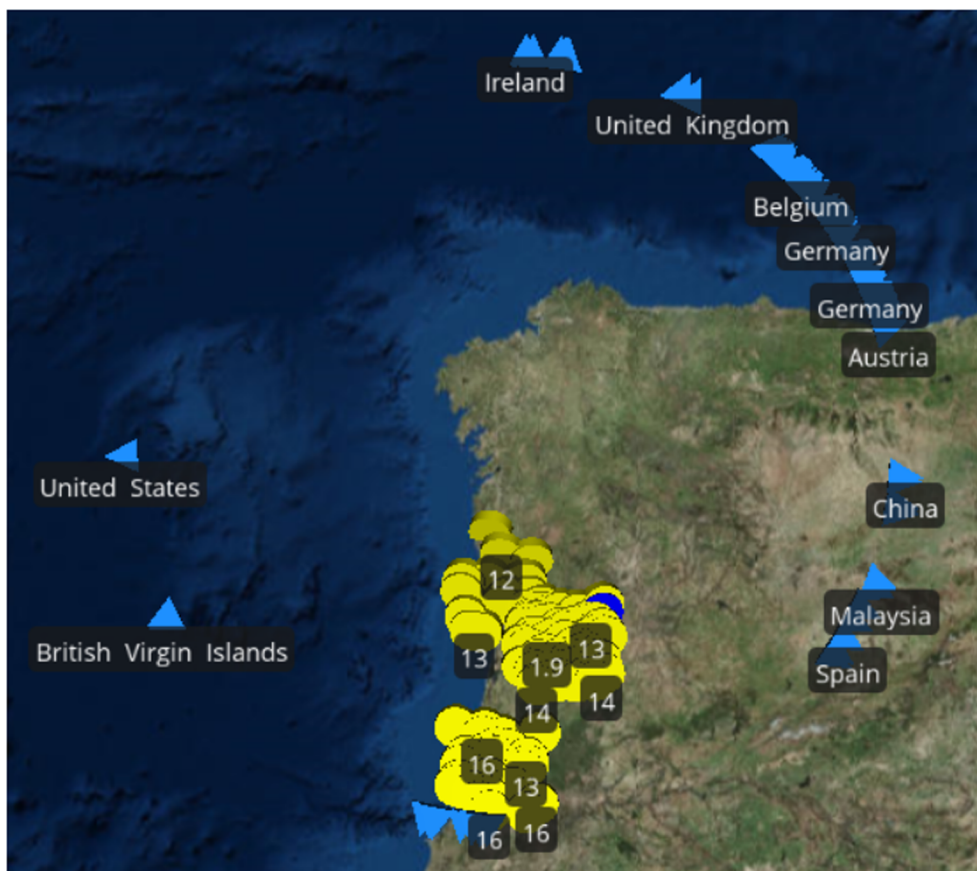 Ireland
United Kingdom
Belgium
Germany
Germany
Austria
United States
China
12
Malaysia
British Virgin Islands
13
13
1.9
Spain
14
14
16
13
16
16